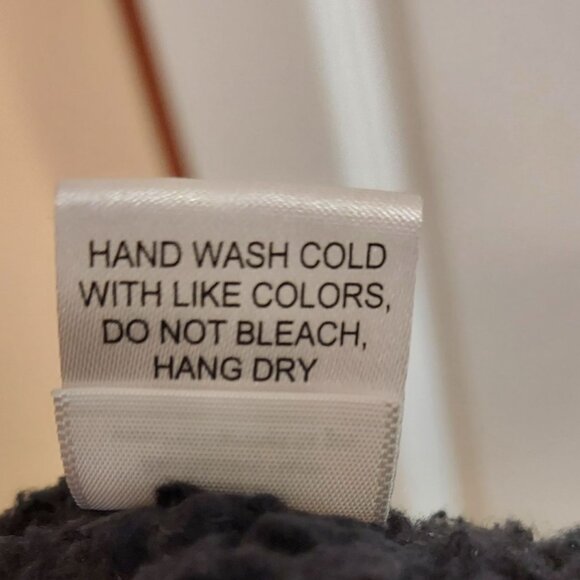 HAND WASH COLD
WITH LIKE COLORS,
DO NOT BLEACH,
HANG DRY